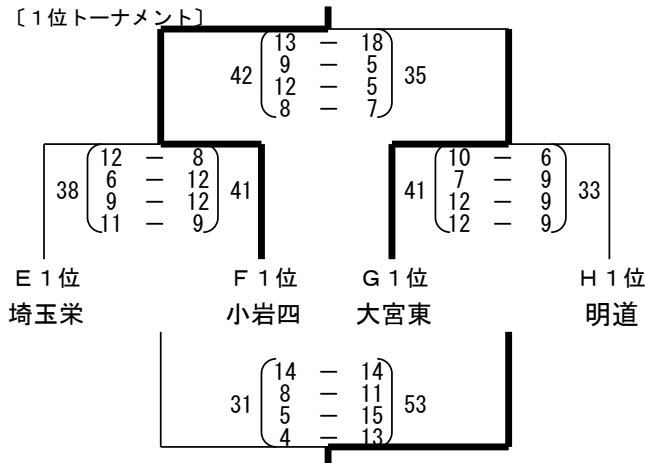 〔１位トーナメント〕
13 － 18
42 9 － 5 35
12 － 5
8 － 7
12 － 8 10 － 6
38 6 － 12 41 41 7 － 9 33
9 － 12 12 － 9
11 － 9 12 － 9
Ｅ１位 Ｆ１位 Ｇ１位 Ｈ１位
埼玉栄 小岩四 大宮東 明道
14 － 14
31 8 － 11 53
5 － 15
4 － 13